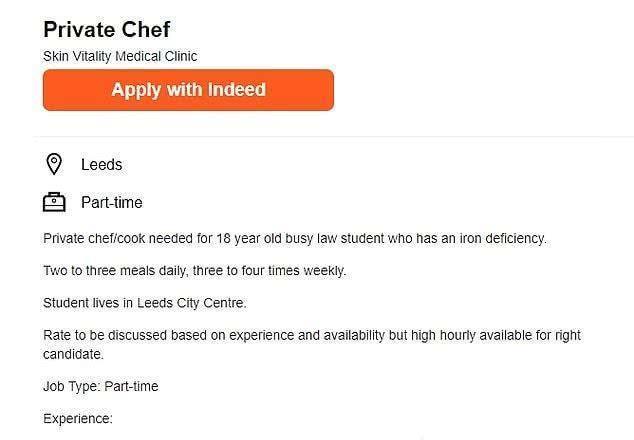 Private Chef
Skin Vitality Medical Clinic
Apply with Indeed
Leeds
Part-time
Private chef/cook needed for 18 year old busy law student who has an iron deficiency.
Two to three meals daily, three to four times weekly.
Student lives in Leeds City Centre.
Rate to be discussed based on experience and availability but high hourly available for right
candidate.
Job Type: Part-time
Experience: